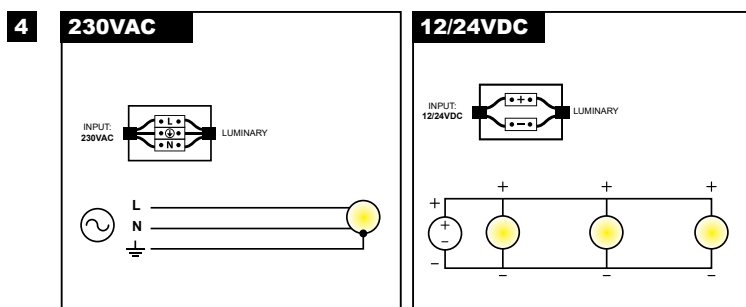 4
230VAC
INPUT:
230VAC
L
N
LUMINARY
L
N
12/24VDC
INPUT:
12/24VDC
+
−
LUMINARY
+ + +
+
+
−
−
− − −